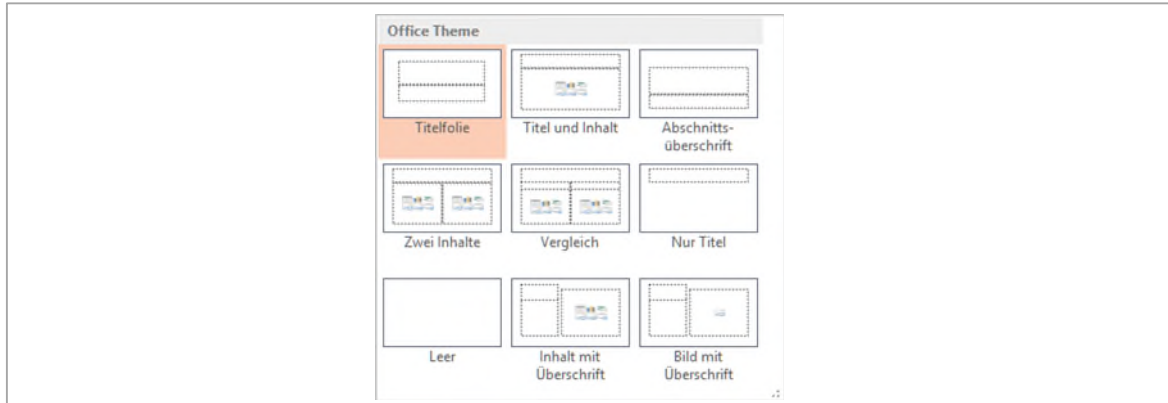 Office Theme
Titelfolie
Titel und Inhalt
Abschnitts-
überschrift
Zwei Inhalte
Vergleich
Nur Titel
Leer
Inhalt mit
Überschrift
Bild mit
Überschrift